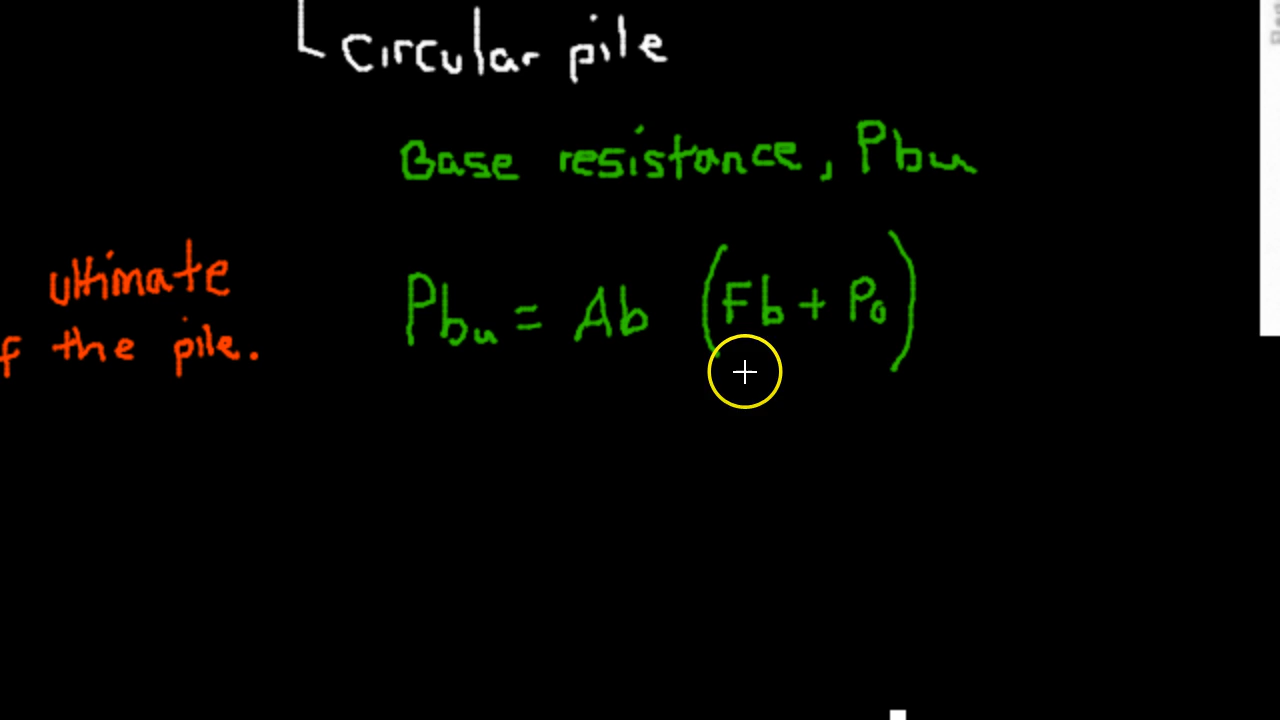 Circular pile
Base resistance, Pbu
ultimate
f the pile.
Pbu = Ab (Fb + Po)